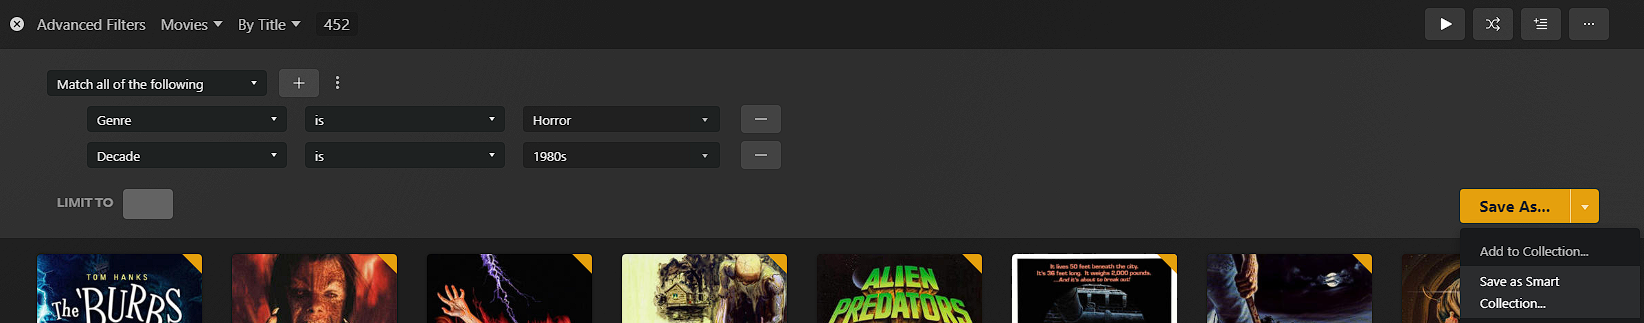 Advanced Filters Movies By Title 452
Match all of the following
Genre is Horror
Decade is 1980s
LIMIT TO
Save As...
Add to Collection...
Save as Smart
Collection...
TOM HANKS
The 'BURBS
ALIEN
PREDATORS
It lives 50 feet beneath the city.
It's 36 feet long. It weighs 2,000 pounds.
...And it's about to break out!